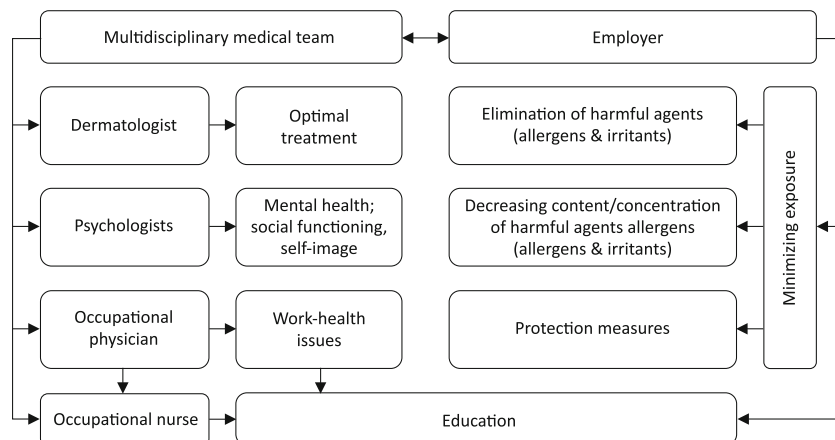 Multidisciplinary medical team
Employer
Dermatologist
Optimal
treatment
Elimination of harmful agents
(allergens & irritants)
Psychologists
Mental health;
social functioning,
self-image
Decreasing content/concentration
of harmful agents allergens
(allergens & irritants)
Minimizing exposure
Occupational
physician
Work-health
issues
Protection measures
Occupational nurse
Education